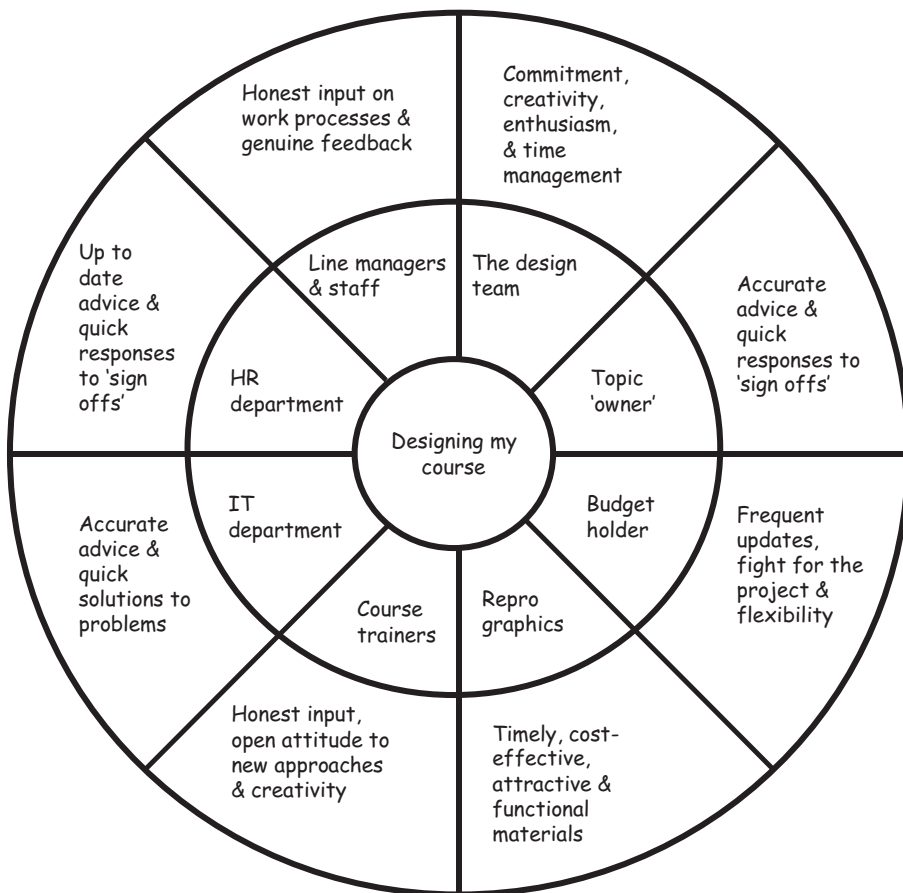 Honest input on
work processes &
genuine feedback
Commitment,
creativity,
enthusiasm,
& time
management
Up to
date
advice &
quick
responses
to ‘sign
offs’
Line managers
& staff
The design
team
Accurate
advice &
quick
responses to
‘sign offs’
HR
department
Topic
‘owner’
Designing my
course
IT
department
Budget
holder
Accurate
advice &
quick
solutions to
problems
Frequent
updates,
fight for the
project &
flexibility
Course
trainers
Repro
graphics
Honest input,
open attitude to
new approaches
& creativity
Timely, cost-
effective,
attractive &
functional
materials